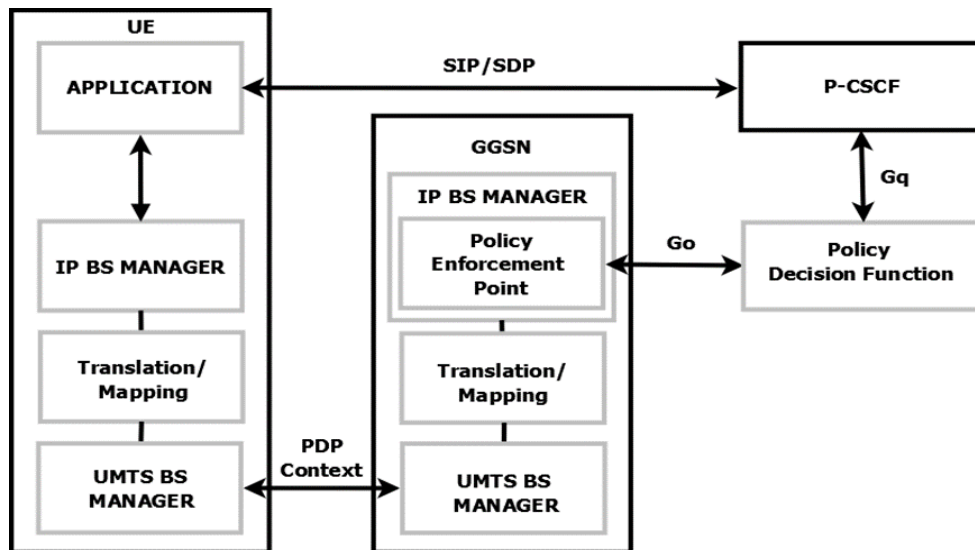 UE
APPLICATION
SIP/SDP
P-CSCF
GGSN
Gq
IP BS MANAGER
Policy
Enforcement
Point
IP BS MANAGER
Go
Policy
Decision Function
Translation/
Mapping
Translation/
Mapping
PDP
Context
UMTS BS
MANAGER
UMTS BS
MANAGER